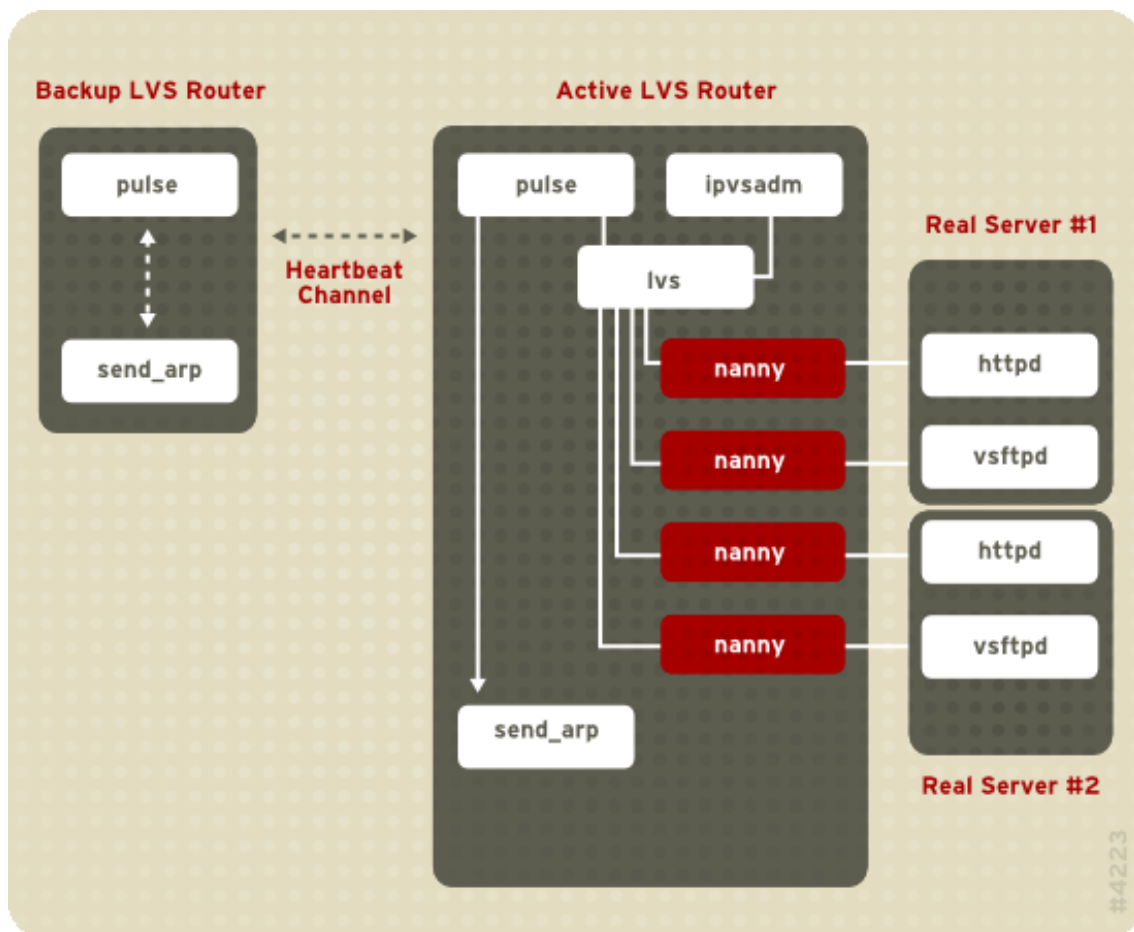 Backup LVS Router
Active LVS Router
pulse
send_arp
Heartbeat
Channel
pulse
ipvsadm
lvs
nanny
nanny
nanny
nanny
send_arp
Real Server #1
httpd
vsftpd
httpd
vsftpd
Real Server #2
#4223